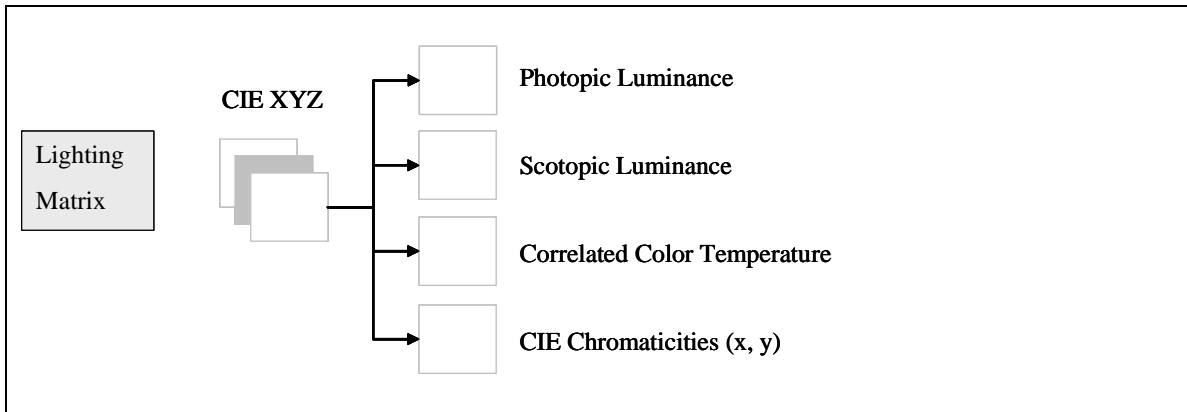 Lighting
Matrix
CIE XYZ
Photopic Luminance
Scotopic Luminance
Correlated Color Temperature
CIE Chromaticities (x, y)